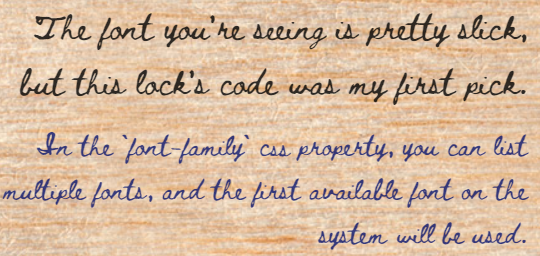 The font you're seeing is pretty slick,
but this lock's code was my first pick.
In the `font-family` css property, you can list
multiple fonts, and the first available font on the
system will be used.